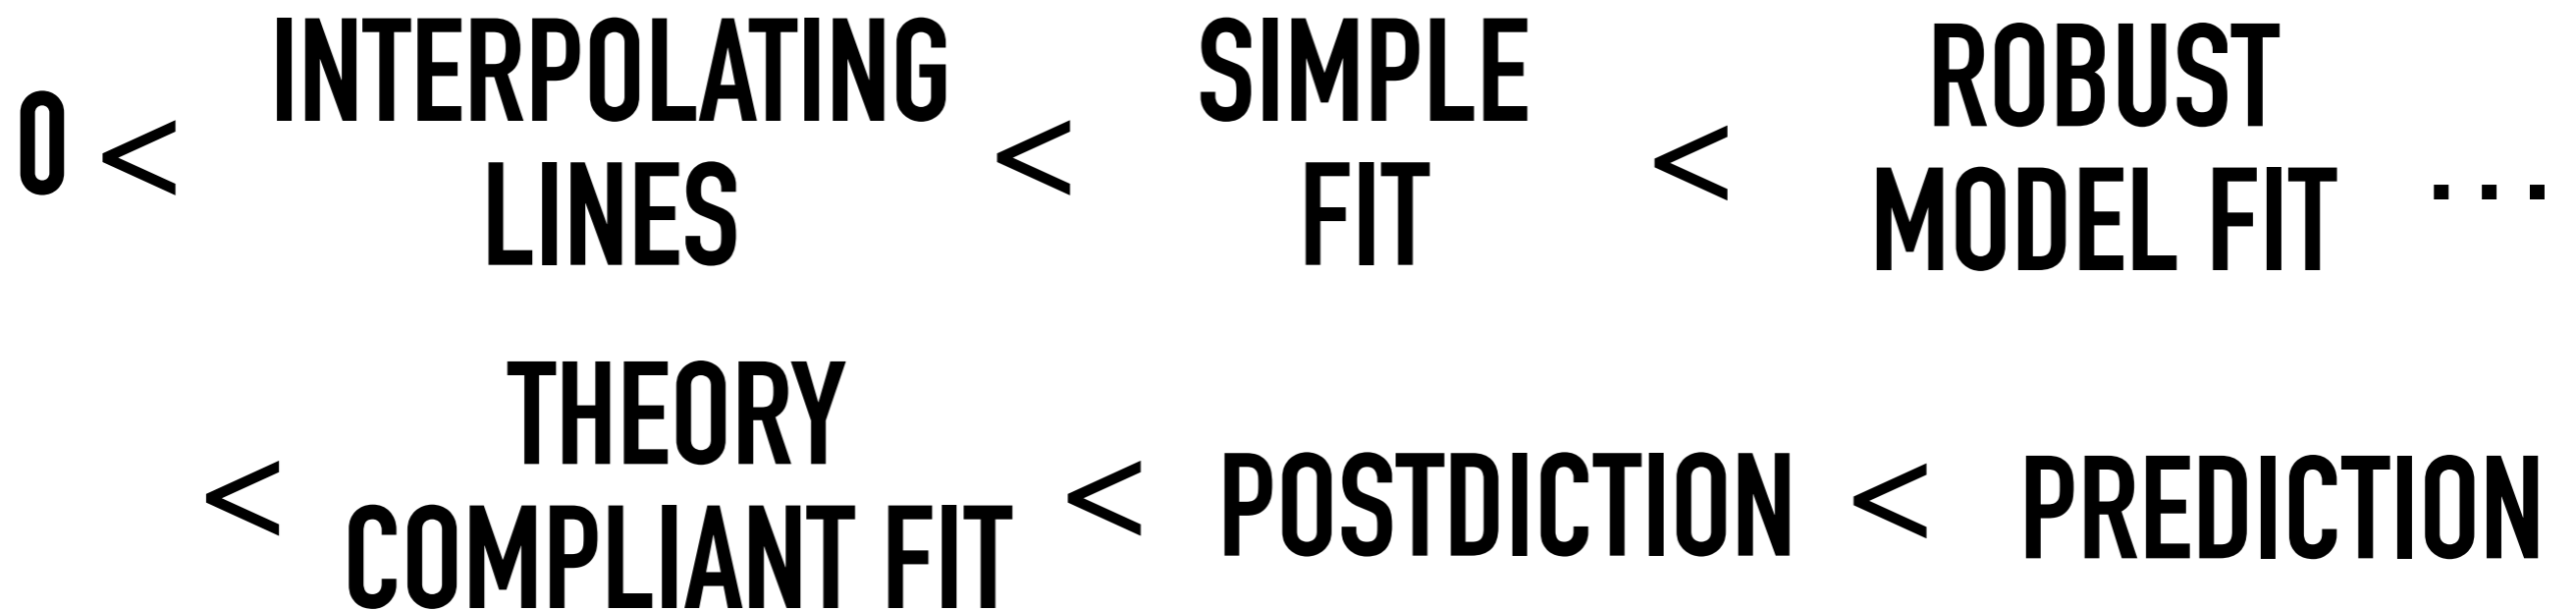 0 < INTERPOLATING LINES < SIMPLE FIT < ROBUST MODEL FIT ...
< THEORY COMPLIANT FIT < POSTDICTION < PREDICTION